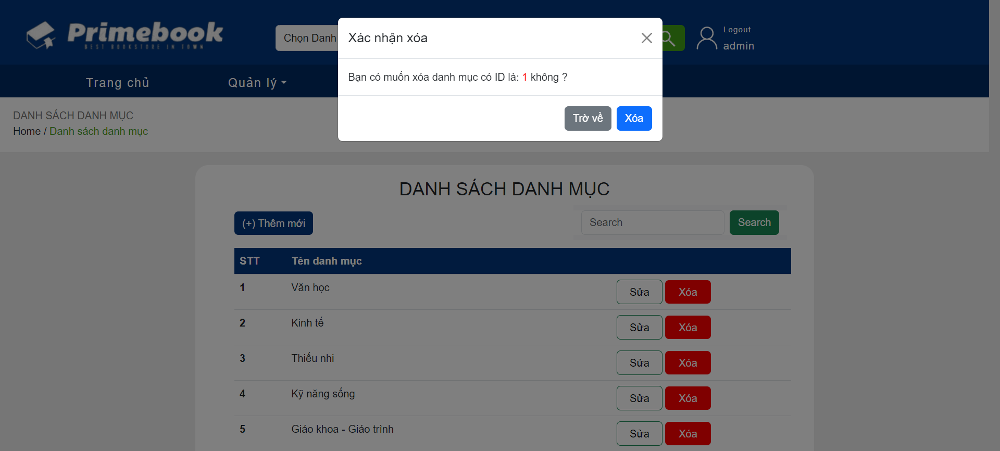 Primebook
BEST BOOKSTORE IN TOWN
Chọn Danh
Logout
admin
Trang chủ
Quản lý
Xác nhận xóa
Bạn có muốn xóa danh mục có ID là: 1 không ?
Trờ về
Xóa
DANH SÁCH DANH MỤC
Home / Danh sách danh mục
DANH SÁCH DANH MỤC
(+) Thêm mới
Search
Search
STT Tên danh mục
1 Văn học Sửa Xóa
2 Kinh tế Sửa Xóa
3 Thiếu nhi Sửa Xóa
4 Kỹ năng sống Sửa Xóa
5 Giáo khoa - Giáo trình Sửa Xóa